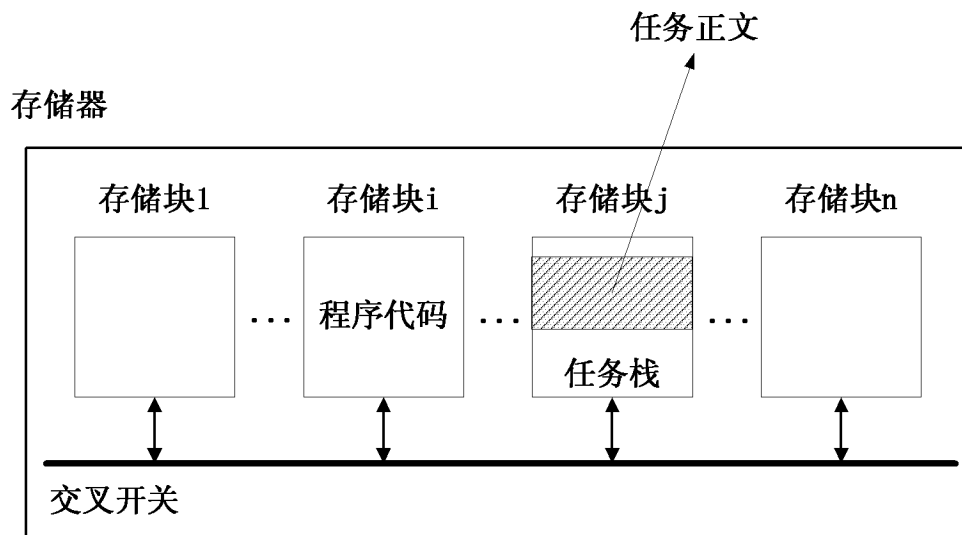 任务正文
存储器
存储块1 存储块i 存储块j 存储块n
... 程序代码 ... ...
任务栈
交叉开关